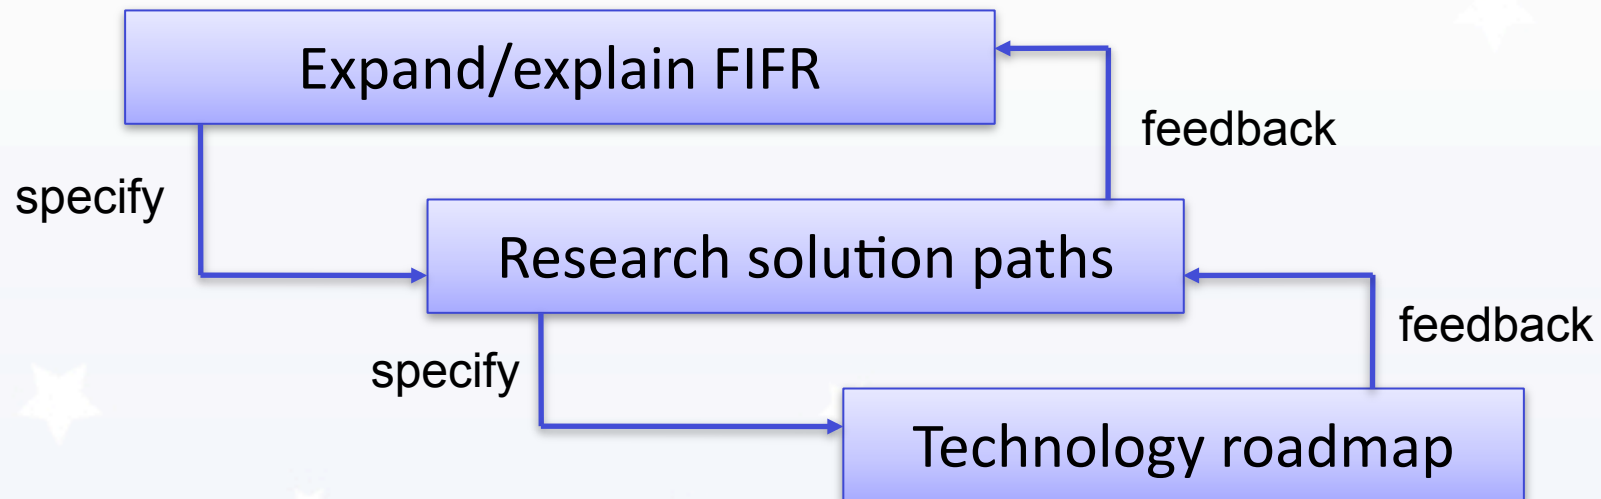 Expand/explain FIFR
feedback
specify
Research solution paths
feedback
specify
Technology roadmap